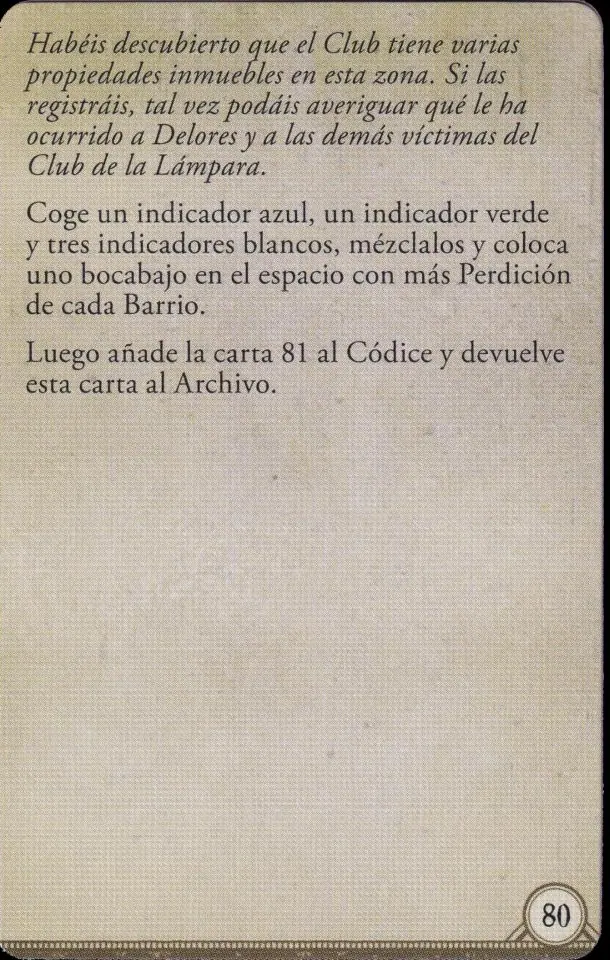 Habéis descubierto que el Club tiene varias
propiedades inmuebles en esta zona. Si las
registráis, tal vez podáis averiguar qué le ha
ocurrido a Delores y a las demás víctimas del
Club de la Lámpara.
Coge un indicador azul, un indicador verde
y tres indicadores blancos, mézclalos y coloca
uno bocabajo en el espacio con más Perdición
de cada Barrio.
Luego añade la carta 81 al Códice y devuelve
esta carta al Archivo.
80